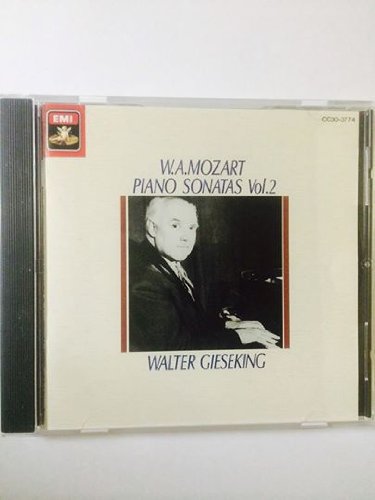 EMI
CC30-3774
W.A.MOZART
PIANO SONATAS Vol.2
WALTER GIESEKING